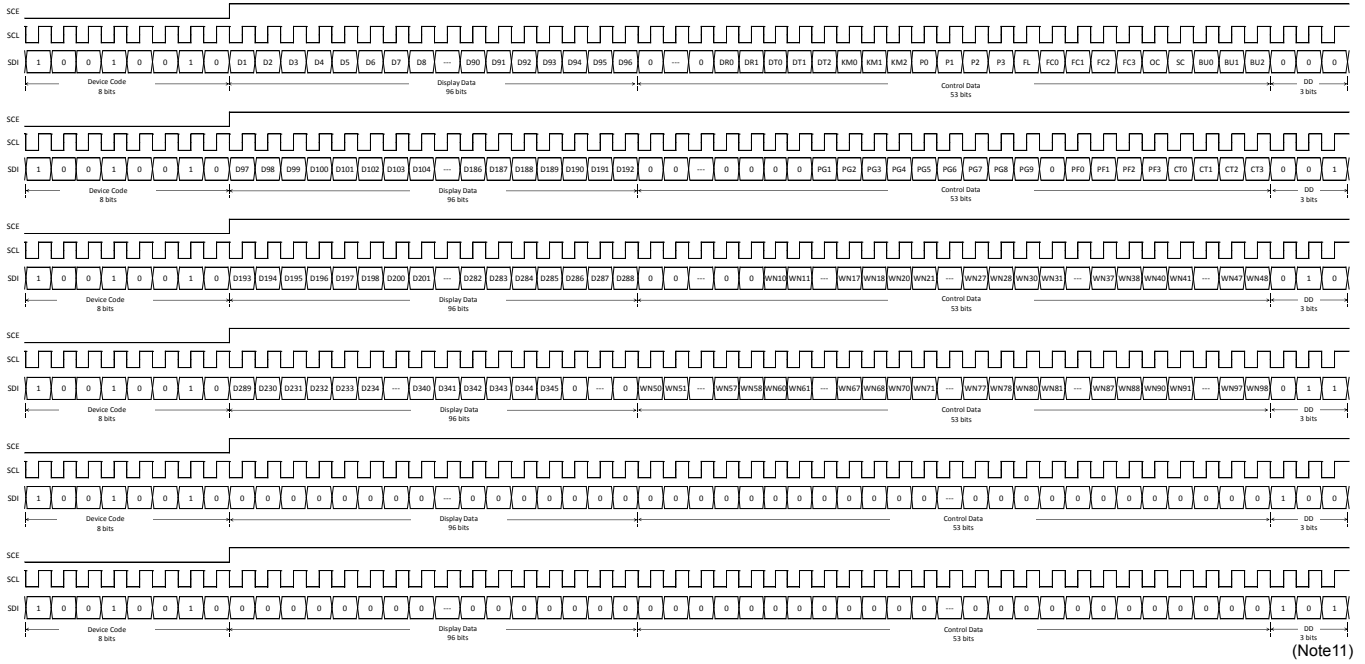 SCE
SCL
SDI 1 0 0 1 0 0 1 0 D1 D2 D3 D4 D5 D6 D7 D8 --- D90 D91 D92 D93 D94 D95 D96 0 --- 0 DR0 DR1 DT0 DT1 DT2 KM0 KM1 KM2 P0 P1 P2 P3 FL FC0 FC1 FC2 FC3 OC SC BU0 BU1 BU2 0 0 0
Device Code Display Data Control Data DD
8 bits 96 bits 53 bits 3 bits
SCE
SCL
SDI 1 0 0 1 0 0 1 0 D97 D98 D99 D100 D101 D102 D103 D104 --- D186 D187 D188 D189 D190 D191 D192 0 0 --- 0 0 0 0 PG1 PG2 PG3 PG4 PG5 PG6 PG7 PG8 PG9 0 PF0 PF1 PF2 PF3 CT0 CT1 CT2 CT3 0 0 1
Device Code Display Data Control Data DD
8 bits 96 bits 53 bits 3 bits
SCE
SCL
SDI 1 0 0 1 0 0 1 0 D193 D194 D195 D196 D197 D198 D200 D201 --- D282 D283 D284 D285 D286 D287 D288 0 0 --- 0 0 WN10 WN11 --- WN17 WN18 WN20 WN21 --- WN27 WN28 WN30 WN31 --- WN37 WN38 WN40 WN41 --- WN47 WN48 0 1 0
Device Code Display Data Control Data DD
8 bits 96 bits 53 bits 3 bits
SCE
SCL
SDI 1 0 0 1 0 0 1 0 D289 D230 D231 D232 D233 D234 --- D340 D341 D342 D343 D344 D345 0 --- 0 WN50 WN51 --- WN57 WN58 WN60 WN61 --- WN67 WN68 WN70 WN71 --- WN77 WN78 WN80 WN81 --- WN87 WN88 WN90 WN91 --- WN97 WN98 0 1 1
Device Code Display Data Control Data DD
8 bits 96 bits 53 bits 3 bits
SCE
SCL
SDI 1 0 0 1 0 0 1 0 0 0 0 0 0 0 0 0 --- 0 0 0 0 0 0 0 0 0 0 0 0 0 0 0 0 0 0 0 --- 0 0 0 0 0 0 0 0 0 0 0 0 1 0 0
Device Code Display Data Control Data DD
8 bits 96 bits 53 bits 3 bits
SCE
SCL
SDI 1 0 0 1 0 0 1 0 0 0 0 0 0 0 0 0 --- 0 0 0 0 0 0 0 0 0 0 0 0 0 0 0 0 0 0 0 --- 0 0 0 0 0 0 0 0 0 0 0 0 1 0 1
Device Code Display Data Control Data DD
8 bits 96 bits 53 bits 3 bits
(Note11)